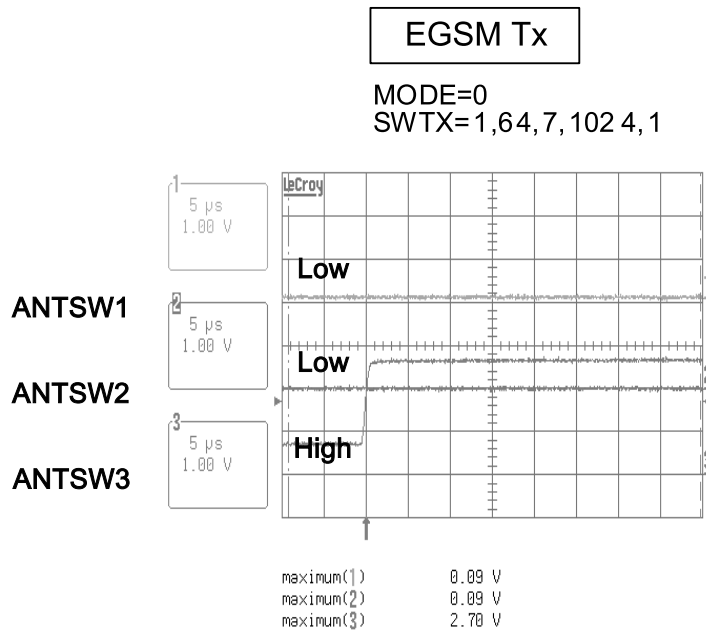 EGSM Tx
MODE=0
SWTX=1,64,7,1024,1
1
5 µs
1.00 V
LeCroy
Low
ANTSW1
2
5 µs
1.00 V
Low
ANTSW2
3
5 µs
1.00 V
High
ANTSW3
maximum(1) 0.09 V
maximum(2) 0.09 V
maximum(3) 2.70 V